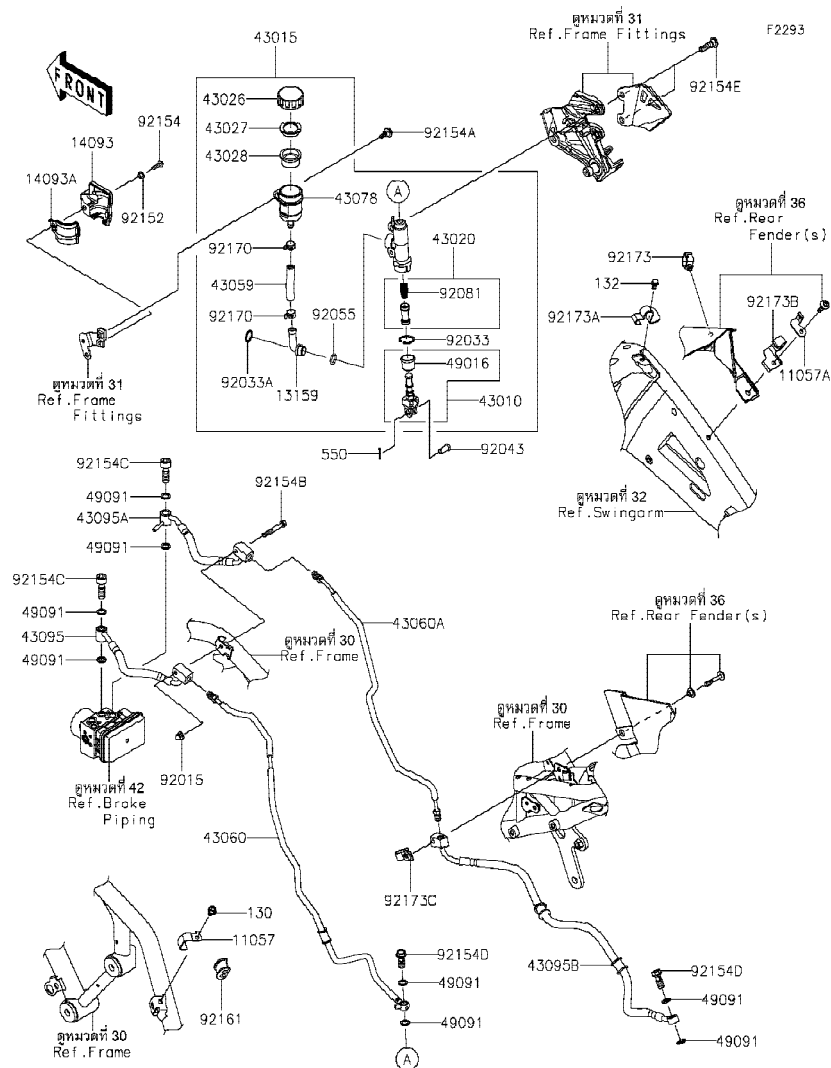 ดูหมวดที่ 31
Ref.Frame Fittings
F2293
43015
FRONT
43026
92154E
92154
43027
92154A
14093
43028
A
14093A
43078
92152
ดูหมวดที่ 36
Ref.Rear
Fender(s)
92170
43020
92173
43059
92081
132
92173B
92170
92055
92173A
92033
49016
11057A
92033A
13159
43010
ดูหมวดที่ 31
Ref.Frame
Fittings
550
92043
92154C
92154B
ดูหมวดที่ 32
Ref.Swingarm
49091
43095A
49091
92154C
ดูหมวดที่ 36
Ref.Rear Fender(s)
49091
43060A
43095
ดูหมวดที่ 30
Ref.Frame
49091
ดูหมวดที่ 30
Ref.Frame
92015
ดูหมวดที่ 42
Ref.Brake
Piping
43060
92173C
130
11057
92154D
43095B
92154D
49091
49091
92161
49091
ดูหมวดที่ 30
Ref.Frame
49091
A